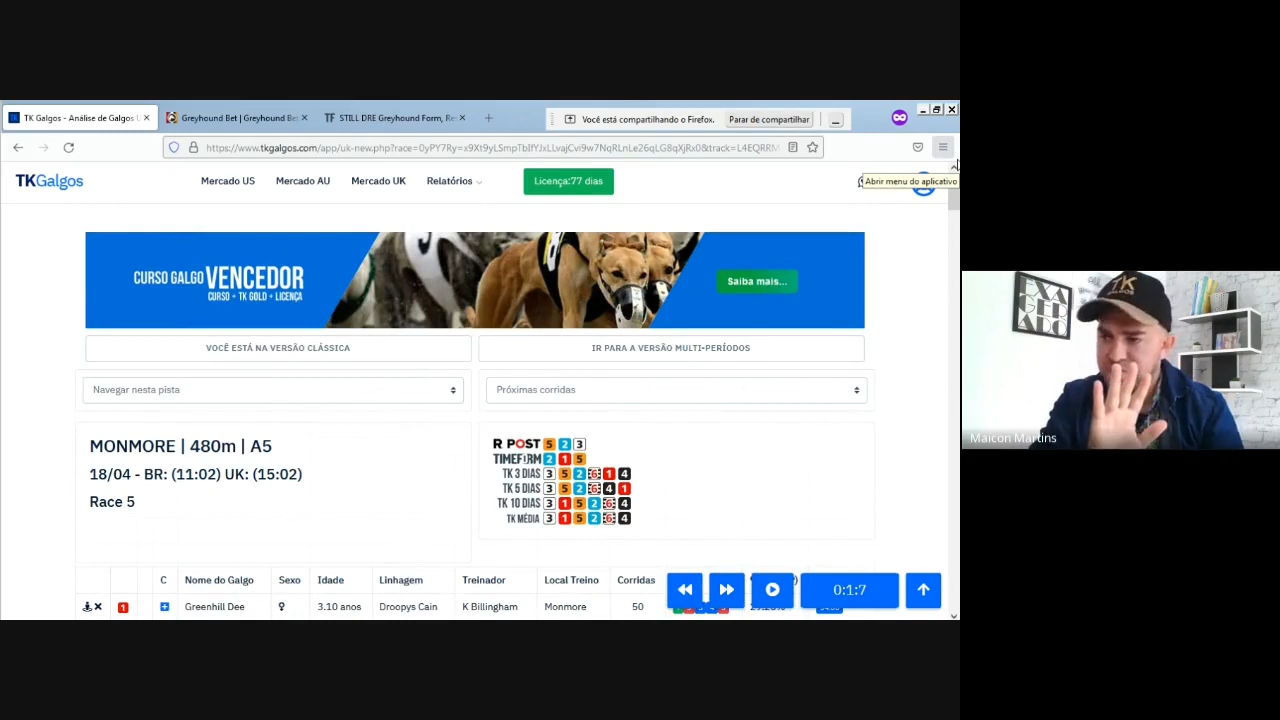 TK Galgos - Análise de Galgos U
Greyhound Bet | Greyhound Be
TF STILL DRE Greyhound Form, Re
Você está compartilhando o Firefox.
Parar de compartilhar
Abrir menu do aplicativo
TKGalgos
Mercado US
Mercado AU
Mercado UK
Relatórios
Licença:77 dias
CURSO GALGO VENCEDOR
CURSO + TK GOLD + LICENÇA
Saiba mais...
VOCÊ ESTÁ NA VERSÃO CLÁSSICA
IR PARA A VERSÃO MULTI-PERÍODOS
Navegar nesta pista
Próximas corridas
MONMORE | 480m | A5
18/04 - BR: (11:02) UK: (15:02)
Race 5
R POST 5 2 3
TIMEFORM 2 1 5
TK 3 DIAS 3 5 2 6 1 4
TK 5 DIAS 3 5 2 6 4 1
TK 10 DIAS 3 1 5 2 6 4
TK MÉDIA 3 1 5 2 6 4
C Nome do Galgo Sexo Idade Linhagem Treinador Local Treino Corridas
1 Greenhill Dee ♀ 3.10 anos Droopys Cain K Billingham Monmore 50
0:1:7
EXA
GER
ADO
TK
Maicon Martins